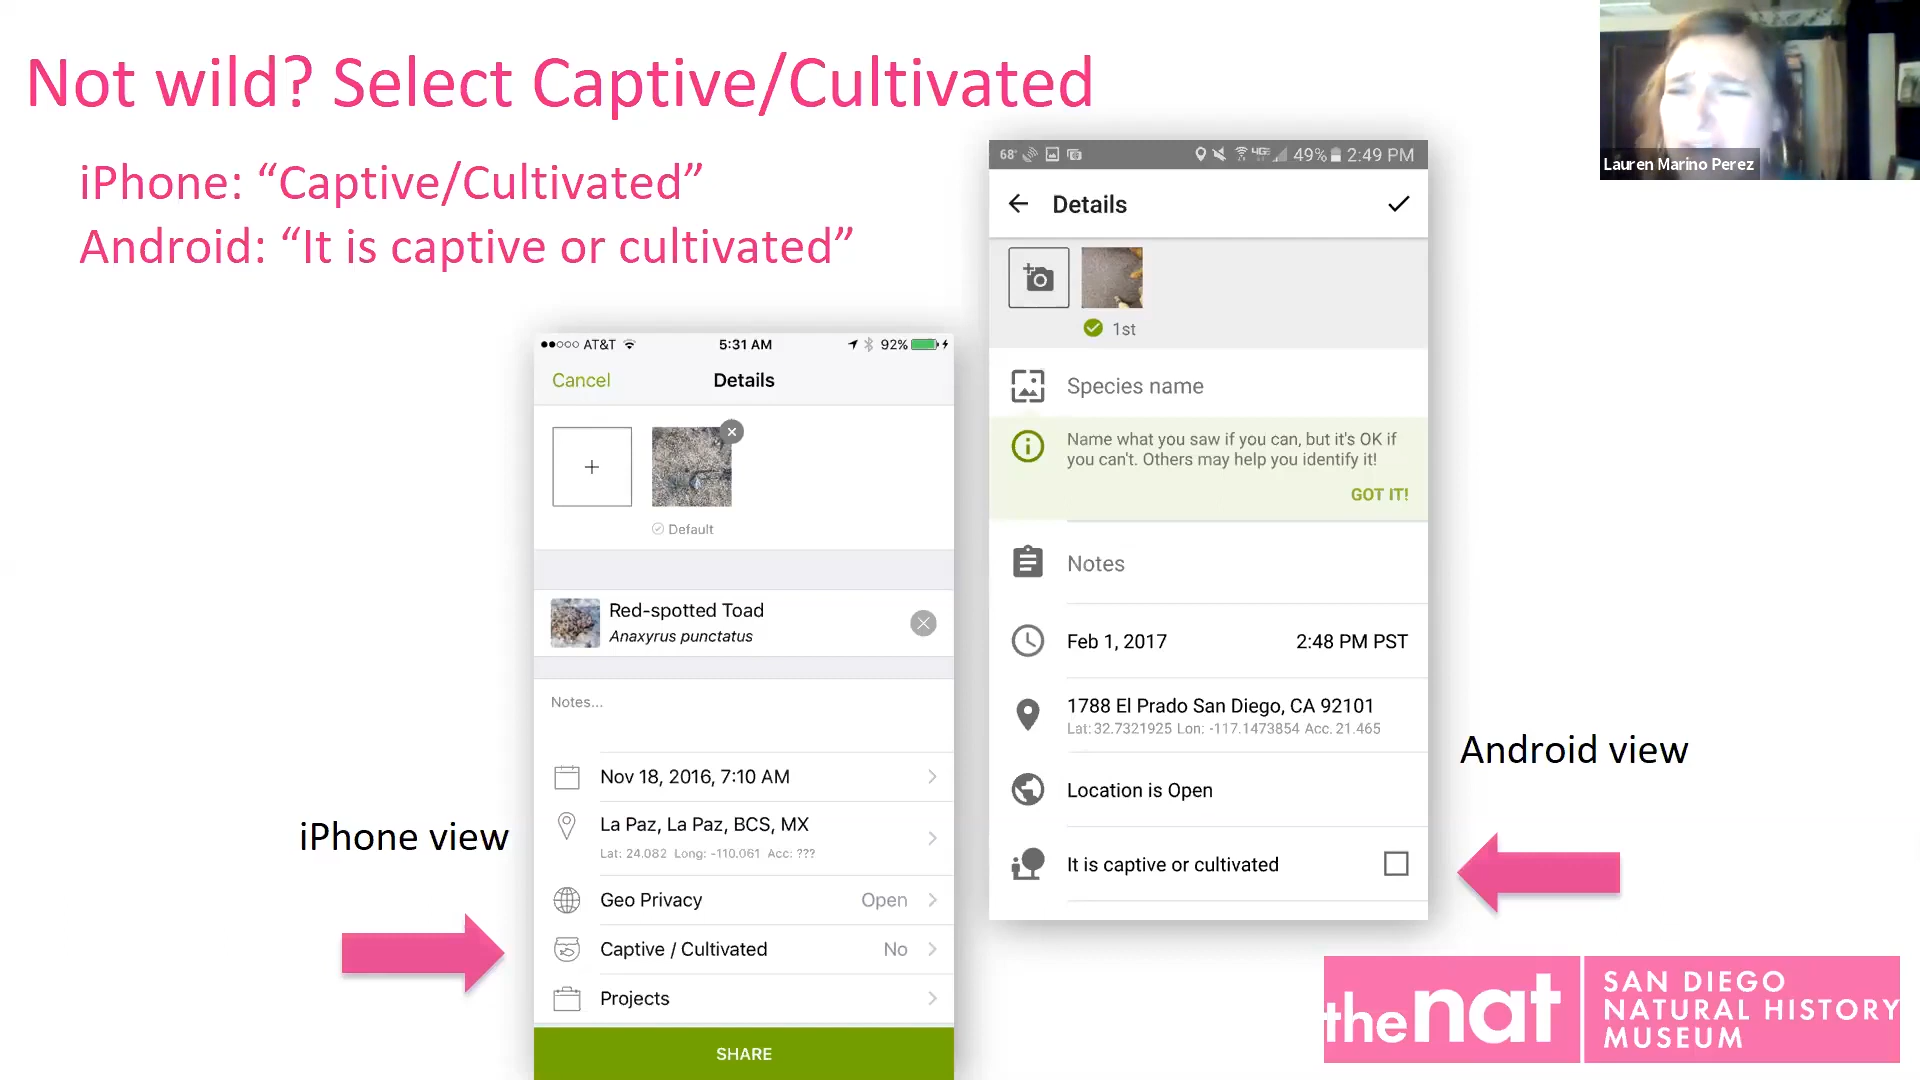 Not wild? Select Captive/Cultivated
iPhone: “Captive/Cultivated”
Android: “It is captive or cultivated”
Lauren Marino Perez
AT&T
5:31 AM
92%
Cancel
Details
+
Default
Red-spotted Toad
Anaxyrus punctatus
Notes...
Nov 18, 2016, 7:10 AM
La Paz, La Paz, BCS, MX
Lat: 24.082 Long: -110.061 Acc: ???
Geo Privacy Open
Captive / Cultivated No
Projects
SHARE
iPhone view
68° 4G 49% 2:49 PM
Details
1st
Species name
Name what you saw if you can, but it's OK if
you can't. Others may help you identify it!
GOT IT!
Notes
Feb 1, 2017 2:48 PM PST
1788 El Prado San Diego, CA 92101
Lat: 32.7321925 Lon: -117.1473854 Acc. 21.465
Location is Open
It is captive or cultivated
Android view
thenat
SAN DIEGO
NATURAL HISTORY
MUSEUM